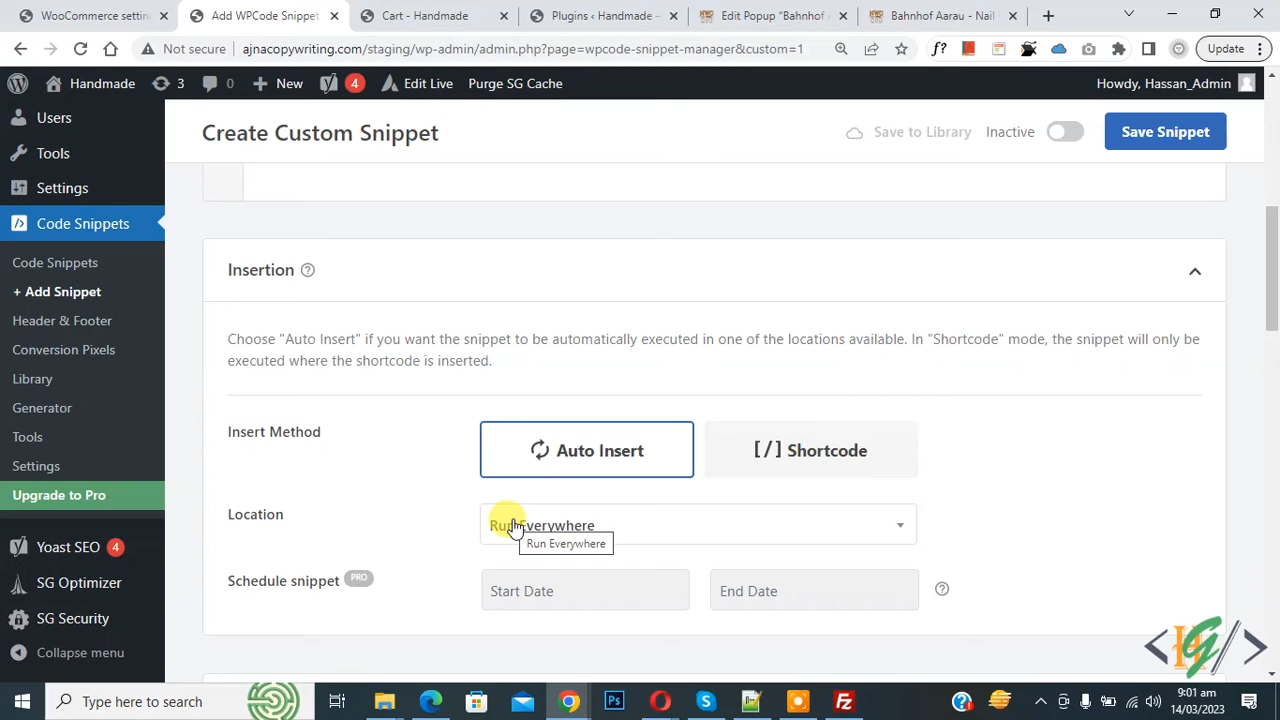 WooCommerce settin
Add WPCode Snippet
Cart - Handmade
Plugins ‹ Handmade —
Edit Popup "Bahnhof
Bahnhof Aarau - Nail
Not secure
ajnacopywriting.com/staging/wp-admin/admin.php?page=wpcode-snippet-manager&custom=1
f?
Update
Handmade
3
0
New
4
Edit Live
Purge SG Cache
Howdy, Hassan_Admin
Users
Tools
Settings
Code Snippets
Code Snippets
+ Add Snippet
Header & Footer
Conversion Pixels
Library
Generator
Tools
Settings
Upgrade to Pro
Yoast SEO 4
SG Optimizer
SG Security
Collapse menu
Create Custom Snippet
Save to Library
Inactive
Save Snippet
Insertion
Choose "Auto Insert" if you want the snippet to be automatically executed in one of the locations available. In "Shortcode" mode, the snippet will only be
executed where the shortcode is inserted.
Insert Method
Auto Insert
[/] Shortcode
Location
Run Everywhere
Run Everywhere
Schedule snippet PRO
Start Date
End Date
Type here to search
Ps
9:01 am
14/03/2023